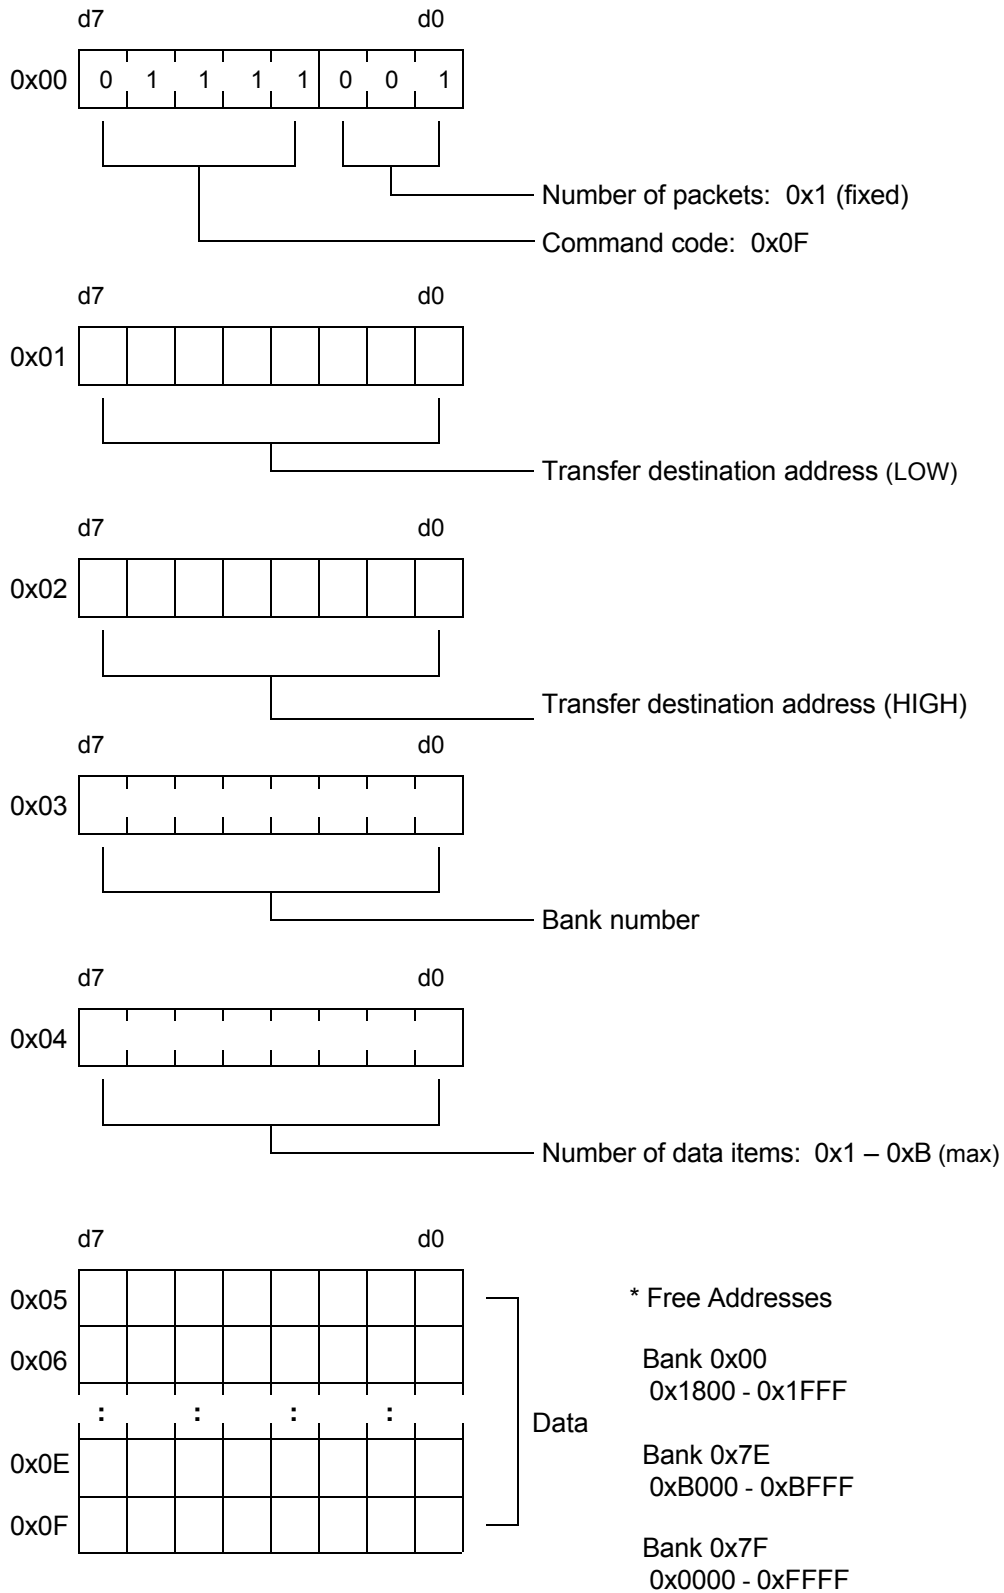 d7 d0
0x00 0 1 1 1 1 0 0 1
Number of packets: 0x1 (fixed)
Command code: 0x0F
d7 d0
0x01
Transfer destination address (LOW)
d7 d0
0x02
Transfer destination address (HIGH)
d7 d0
0x03
Bank number
d7 d0
0x04
Number of data items: 0x1 – 0xB (max)
d7 d0
0x05
0x06
: : : :
0x0E
0x0F
Data
* Free Addresses
Bank 0x00
0x1800 - 0x1FFF
Bank 0x7E
0xB000 - 0xBFFF
Bank 0x7F
0x0000 - 0xFFFF